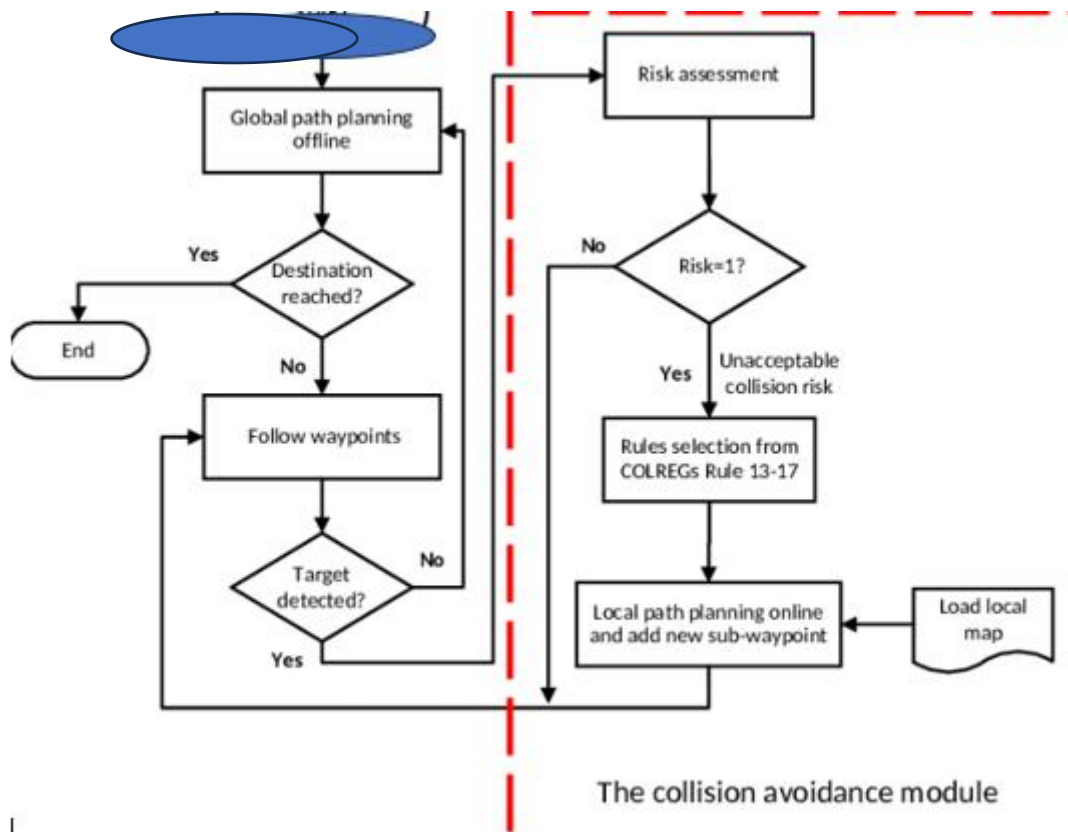 Global path planning
offline
Yes
Destination
reached?
End
No
Follow waypoints
Target
detected?
No
Yes
Risk assessment
No
Risk=1?
Yes
Unacceptable
collision risk
Rules selection from
COLREGs Rule 13-17
Local path planning online
and add new sub-waypoint
Load local
map
The collision avoidance module